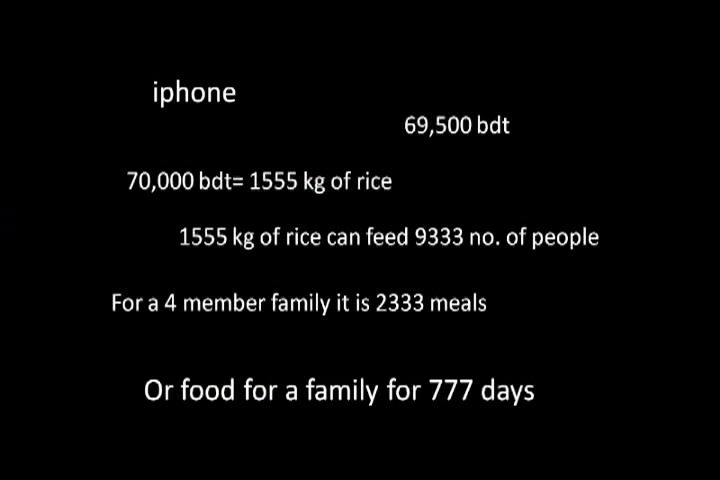 iphone
69,500 bdt
70,000 bdt= 1555 kg of rice
1555 kg of rice can feed 9333 no. of people
For a 4 member family it is 2333 meals
Or food for a family for 777 days